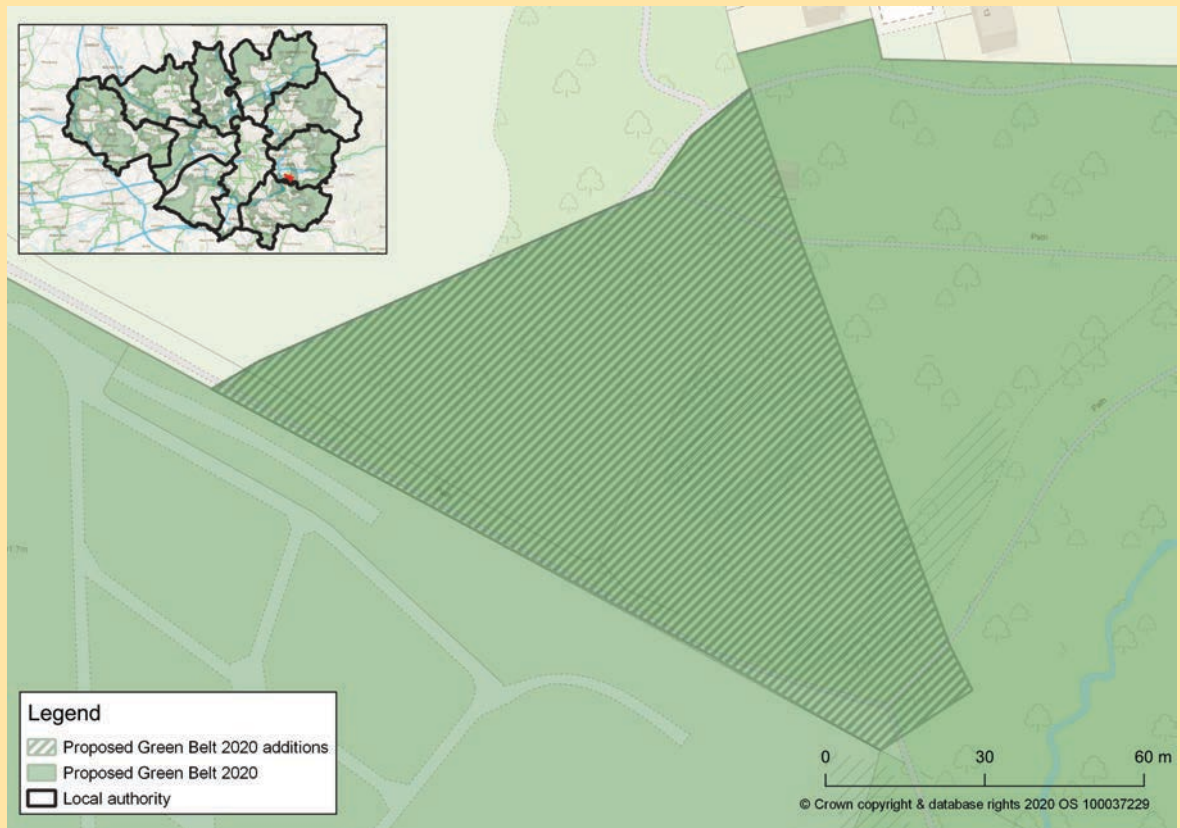 Path
Path
Legend
Proposed Green Belt 2020 additions
Proposed Green Belt 2020
Local authority
0 30 60 m
© Crown copyright & database rights 2020 OS 100037229